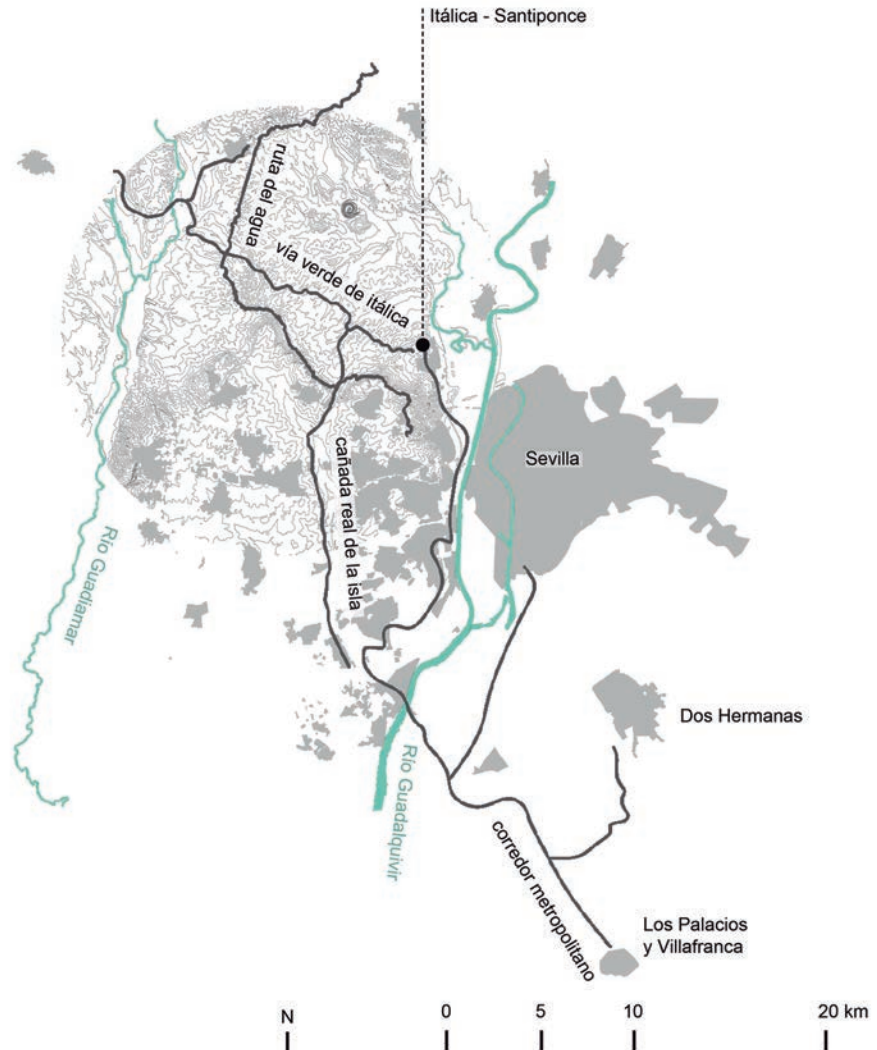 Itálica - Santiponce
ruta del agua
vía verde de itálica
Sevilla
cañada real de la isla
Río Guadiamar
Dos Hermanas
Río Guadalquivir
corredor metropolitano
Los Palacios
y Villafranca
N
0 5 10 20 km